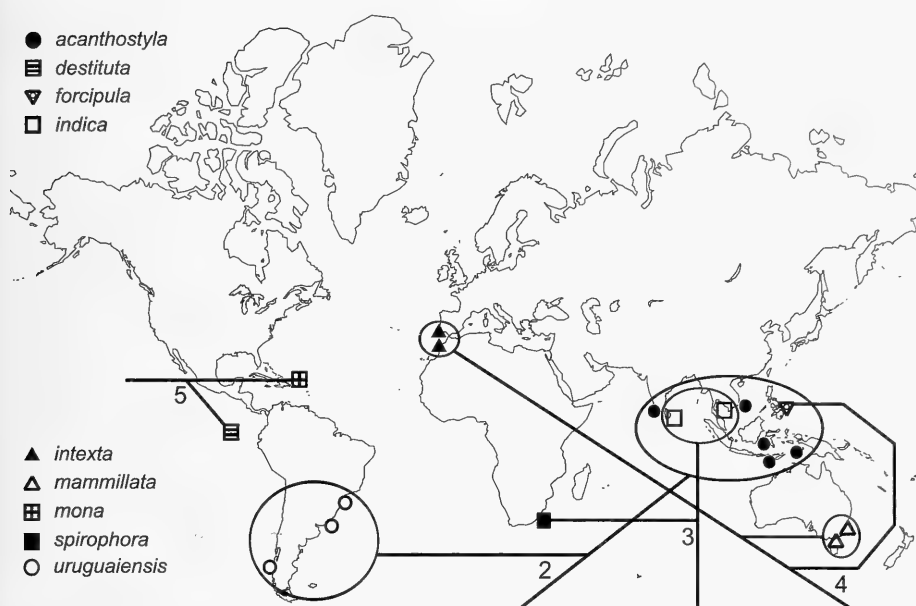 acanthostyla
destituta
forcipula
indica
5
intexta
mammillata
mona
spirophora
uruguaiensis
2
3
4